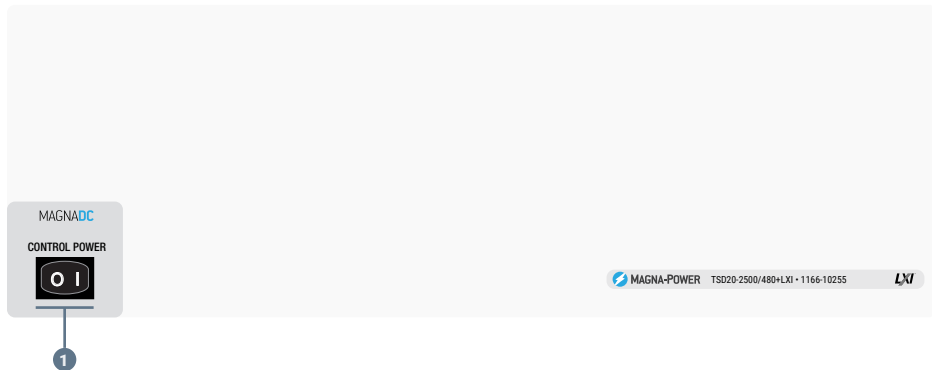 MAGNADC
CONTROL POWER
O I
MAGNA-POWER TSD20-2500/480+LXI • 1166-10255 LXI
1